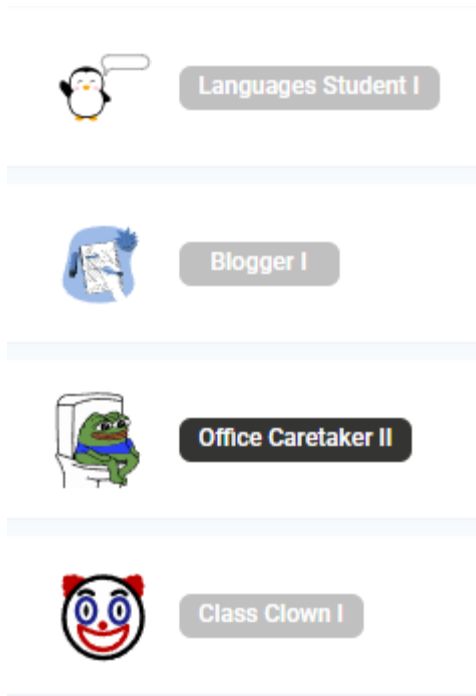 Languages Student I
Blogger I
Office Caretaker II
Class Clown I